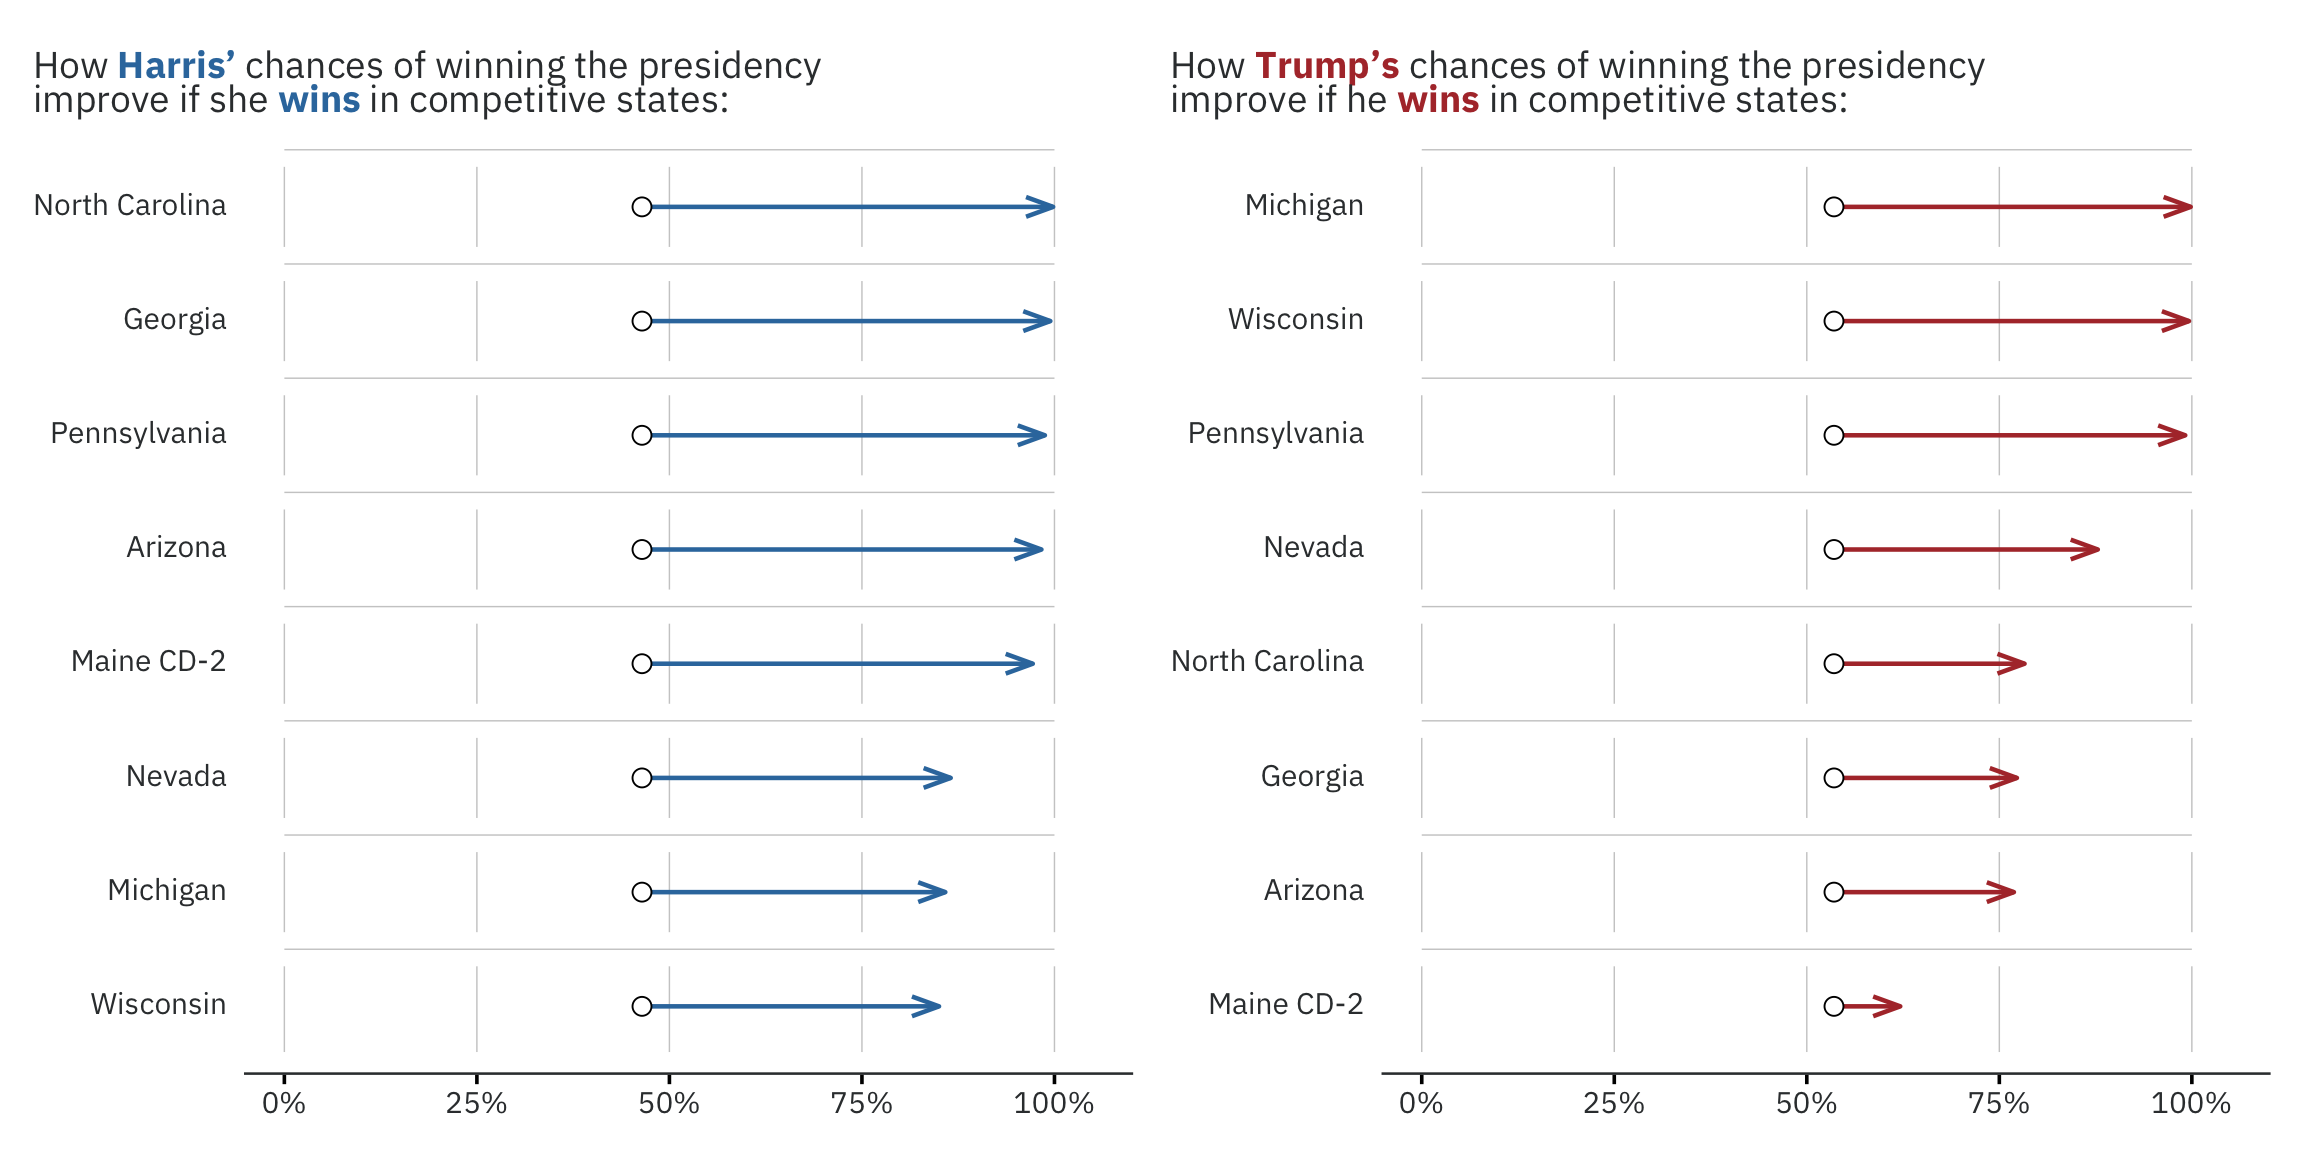 How Harris’ chances of winning the presidency
improve if she wins in competitive states:
North Carolina
Georgia
Pennsylvania
Arizona
Maine CD-2
Nevada
Michigan
Wisconsin
0% 25% 50% 75% 100%
How Trump’s chances of winning the presidency
improve if he wins in competitive states:
Michigan
Wisconsin
Pennsylvania
Nevada
North Carolina
Georgia
Arizona
Maine CD-2
0% 25% 50% 75% 100%